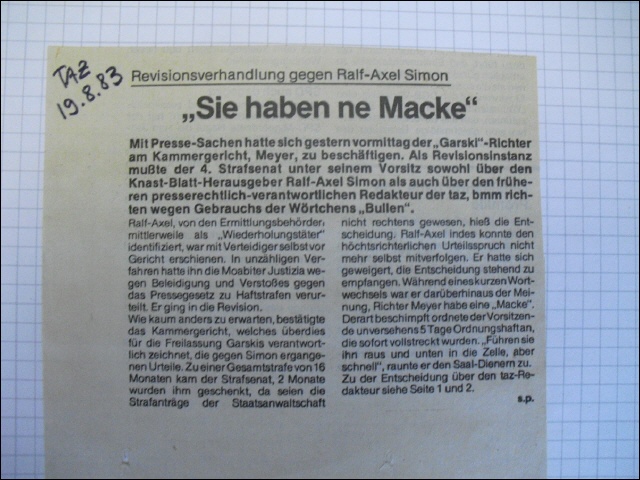 TAZ
19.8.83
Revisionsverhandlung gegen Ralf-Axel Simon
„Sie haben ne Macke“
Mit Presse-Sachen hatte sich gestern vormittag der „Garski“-Richter
am Kammergericht, Meyer, zu beschäftigen. Als Revisionsinstanz
mußte der 4. Strafsenat unter seinem Vorsitz sowohl über den
Knast-Blatt-Herausgeber Ralf-Axel Simon als auch über den frühe-
ren presserechtlich-verantwortlichen Redakteur der taz, bmm rich-
ten wegen Gebrauchs des Wörtchens „Bullen“.
Ralf-Axel, von den Ermittlungsbehörder,
mittlerweile als „Wiederholungstäter“
identifiziert, war mit Verteidiger selbst vor
Gericht erschienen. In unzähligen Ver-
fahren hatte ihn die Moabiter Justizia we-
gen Beleidigung und Verstoßes gegen
das Pressegesetz zu Haftstrafen verur-
teilt. Er ging in die Revision.
Wie kaum anders zu erwarten, bestätigte
das Kammergericht, welches überdies
für die Freilassung Garskis verantwort-
lich zeichnet, die gegen Simon ergange-
nen Urteile. Zu einer Gesamtstrafe von 16
Monaten kam der Strafsenat, 2 Monate
wurden ihm geschenkt, da seien die
Strafanträge der Staatsanwaltschaft
nicht rechtens gewesen, hieß die Ent-
scheidung. Ralf-Axel indes konnte den
höchtsrichterlichen Urteilsspruch nicht
mehr selbst mitverfolgen. Er hatte sich
geweigert, die Entscheidung stehend zu
empfangen. Während eines kurzen Wort-
wechsels war er darüberhinaus der Mei-
nung, Richter Meyer habe eine „Macke“.
Derart beschimpft ordnete der Vorsitzen-
de unversehens 5 Tage Ordnungshaft an,
die sofort vollstreckt wurden. „Führen sie
ihn raus und unten in die Zelle, aber
schnell“, raunte er den Saal-Dienern zu.
Zu der Entscheidung über den taz-Re-
dakteur siehe Seite 1 und 2.
s.p.